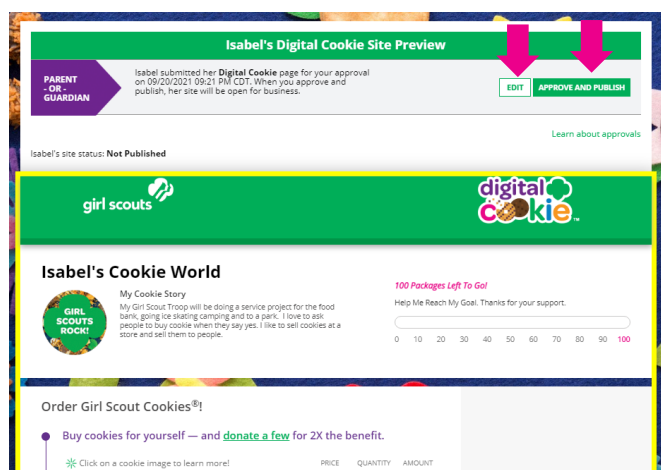 Isabel's Digital Cookie Site Preview
PARENT
- OR -
GUARDIAN
Isabel submitted her Digital Cookie page for your approval
on 09/20/2021 09:21 PM CDT. When you approve and
publish, her site will be open for business.
EDIT
APPROVE AND PUBLISH
Learn about approvals
Isabel's site status: Not Published
girl scouts
digital
cookie™
Isabel's Cookie World
GIRL
SCOUTS
ROCK!
My Cookie Story
My Girl Scout Troop will be doing a service project for the food
bank, going ice skating camping and to a park. I love to ask
people to buy cookie when they say yes. I like to sell cookies at a
store and sell them to people.
100 Packages Left To Go!
Help Me Reach My Goal. Thanks for your support.
0 10 20 30 40 50 60 70 80 90 100
Order Girl Scout Cookies®!
Buy cookies for yourself — and donate a few for 2X the benefit.
Click on a cookie image to learn more!
PRICE QUANTITY AMOUNT